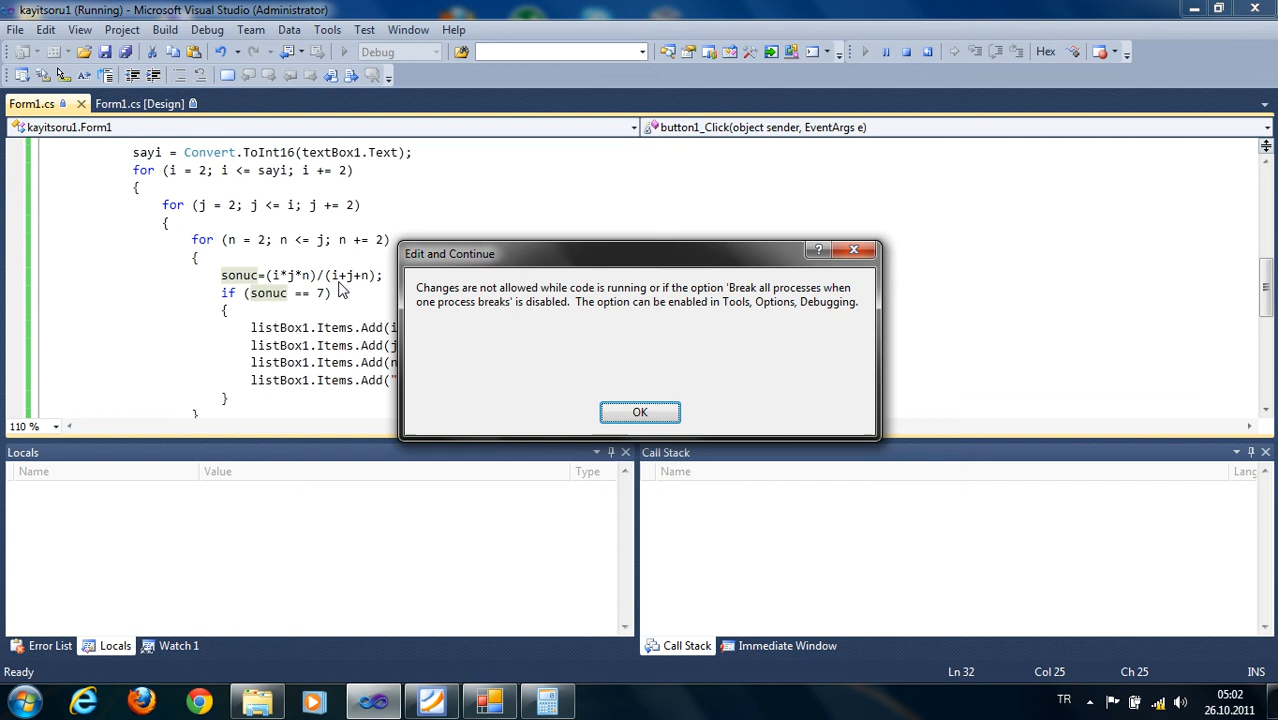 kayitsoru1 (Running) - Microsoft Visual Studio (Administrator)
File Edit View Project Build Debug Team Data Tools Test Window Help
Debug Hex
Form1.cs Form1.cs [Design]
kayitsoru1.Form1 button1_Click(object sender, EventArgs e)
sayi = Convert.ToInt16(textBox1.Text);
for (i = 2; i <= sayi; i += 2)
{
for (j = 2; j <= i; j += 2)
{
for (n = 2; n <= j; n += 2)
{
sonuc=(i*j*n)/(i+j+n);
if (sonuc == 7)
{
listBox1.Items.Add(i
listBox1.Items.Add(j
listBox1.Items.Add(n
listBox1.Items.Add("
}
}
Edit and Continue
Changes are not allowed while code is running or if the option 'Break all processes when
one process breaks' is disabled. The option can be enabled in Tools, Options, Debugging.
OK
110 %
Locals
Name Value Type
Call Stack
Name Lang
Error List Locals Watch 1
Call Stack Immediate Window
Ready Ln 32 Col 25 Ch 25 INS
TR
05:02
26.10.2011